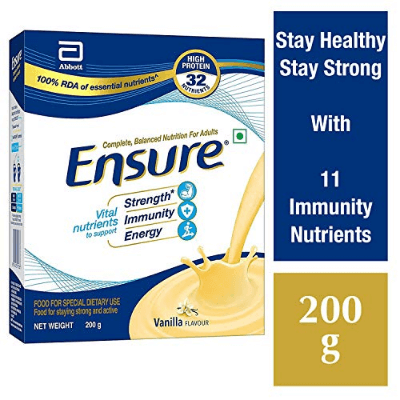 Abbott
100% RDA of essential nutrients^
HIGH PROTEIN
32
NUTRIENTS
Complete, Balanced Nutrition For Adults
Ensure®
Vital
nutrients
to support
Strength*
Immunity
Energy
FOOD FOR SPECIAL DIETARY USE
Food for staying strong and active
NET WEIGHT 200 g
Vanilla FLAVOUR
Stay Healthy
Stay Strong
With
11
Immunity
Nutrients
200
g